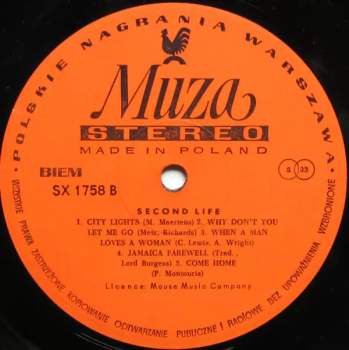 POLSKIE NAGRANIA WARSZAWA
Muza
STEREO
MADE IN POLAND
BIEM
S 33
SX 1758 B
SECOND LIFE
1. CITY LIGHTS (M. Maertens) 2. WHY DON'T YOU
LET ME GO (Metz, Richards) 3. WHEN A MAN
LOVES A WOMAN (C. Lewis, A. Wright)
4. JAMAICA FAREWELL (Trad.,
Lord Burgess) 5. COME HOME
(P. Montouria)
Licence: Mouse Music Company
WSZELKIE PRAWA ZASTRZEŻONE KOPIOWANIE ODTWARZANIE PUBLICZNE I RADIOWE BEZ UPOWAŻNIENIA WZBRONIONE